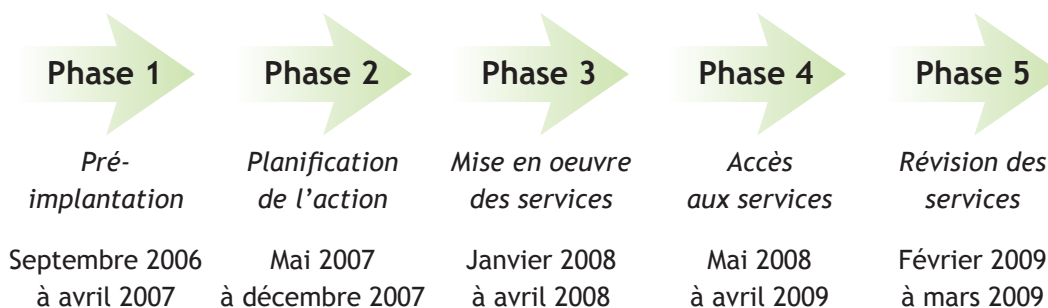 Phase 1
Phase 2
Phase 3
Phase 4
Phase 5
Pré-
implantation
Planification
de l’action
Mise en oeuvre
des services
Accès
aux services
Révision des
services
Septembre 2006
à avril 2007
Mai 2007
à décembre 2007
Janvier 2008
à avril 2008
Mai 2008
à avril 2009
Février 2009
à mars 2009